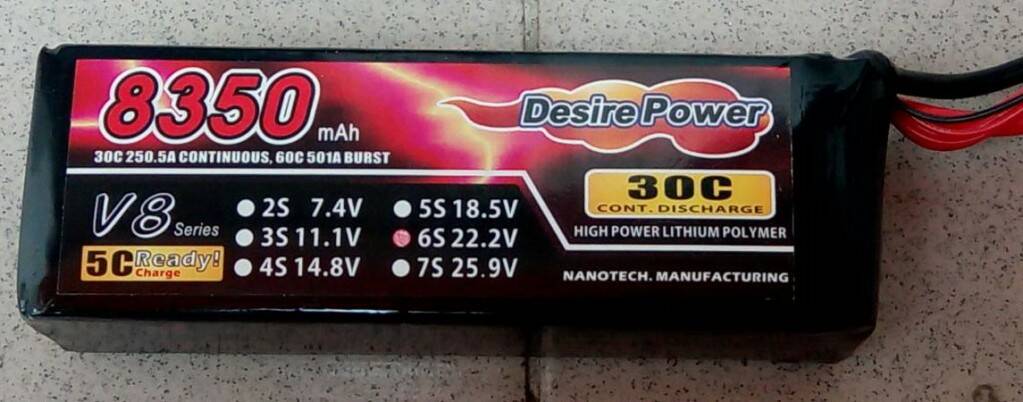 8350 mAh
30C 250.5A CONTINUOUS, 60C 501A BURST
Desire Power
V8 Series
5C Ready!
Charge
2S 7.4V
3S 11.1V
4S 14.8V
5S 18.5V
6S 22.2V
7S 25.9V
30C
CONT. DISCHARGE
HIGH POWER LITHIUM POLYMER
NANOTECH. MANUFACTURING